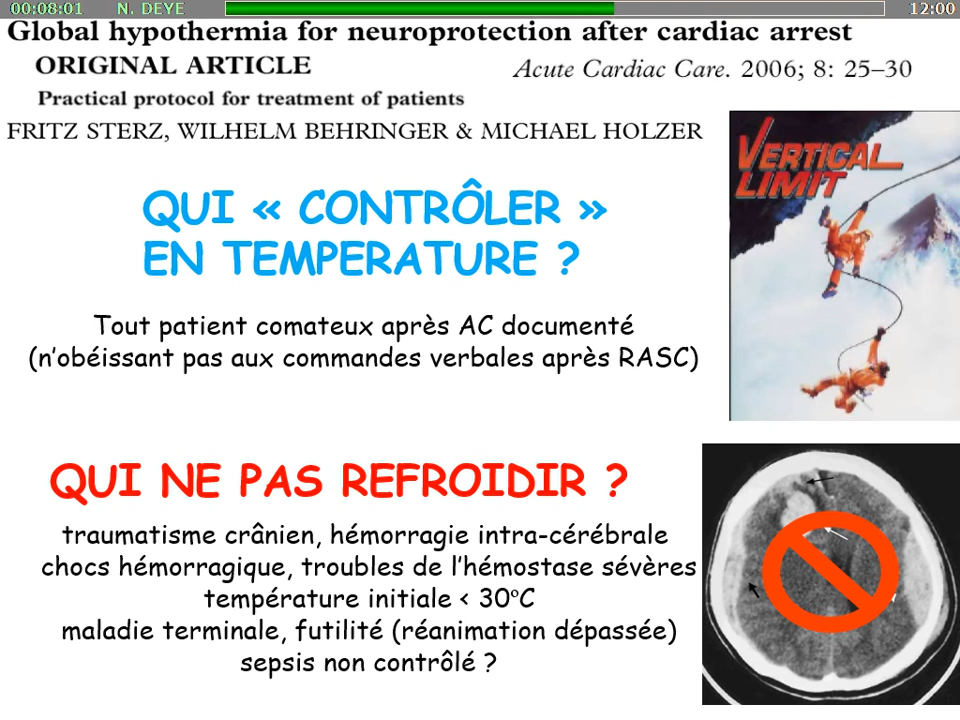 00:08:01 N. DEYE 12:00
Global hypothermia for neuroprotection after cardiac arrest
ORIGINAL ARTICLE Acute Cardiac Care. 2006; 8: 25–30
Practical protocol for treatment of patients
FRITZ STERZ, WILHELM BEHRINGER & MICHAEL HOLZER
VERTICAL
LIMIT
QUI « CONTRÔLER »
EN TEMPERATURE ?
Tout patient comateux après AC documenté
(n’obéissant pas aux commandes verbales après RASC)
QUI NE PAS REFROIDIR ?
traumatisme crânien, hémorragie intra-cérébrale
chocs hémorragique, troubles de l’hémostase sévères
température initiale < 30°C
maladie terminale, futilité (réanimation dépassée)
sepsis non contrôlé ?